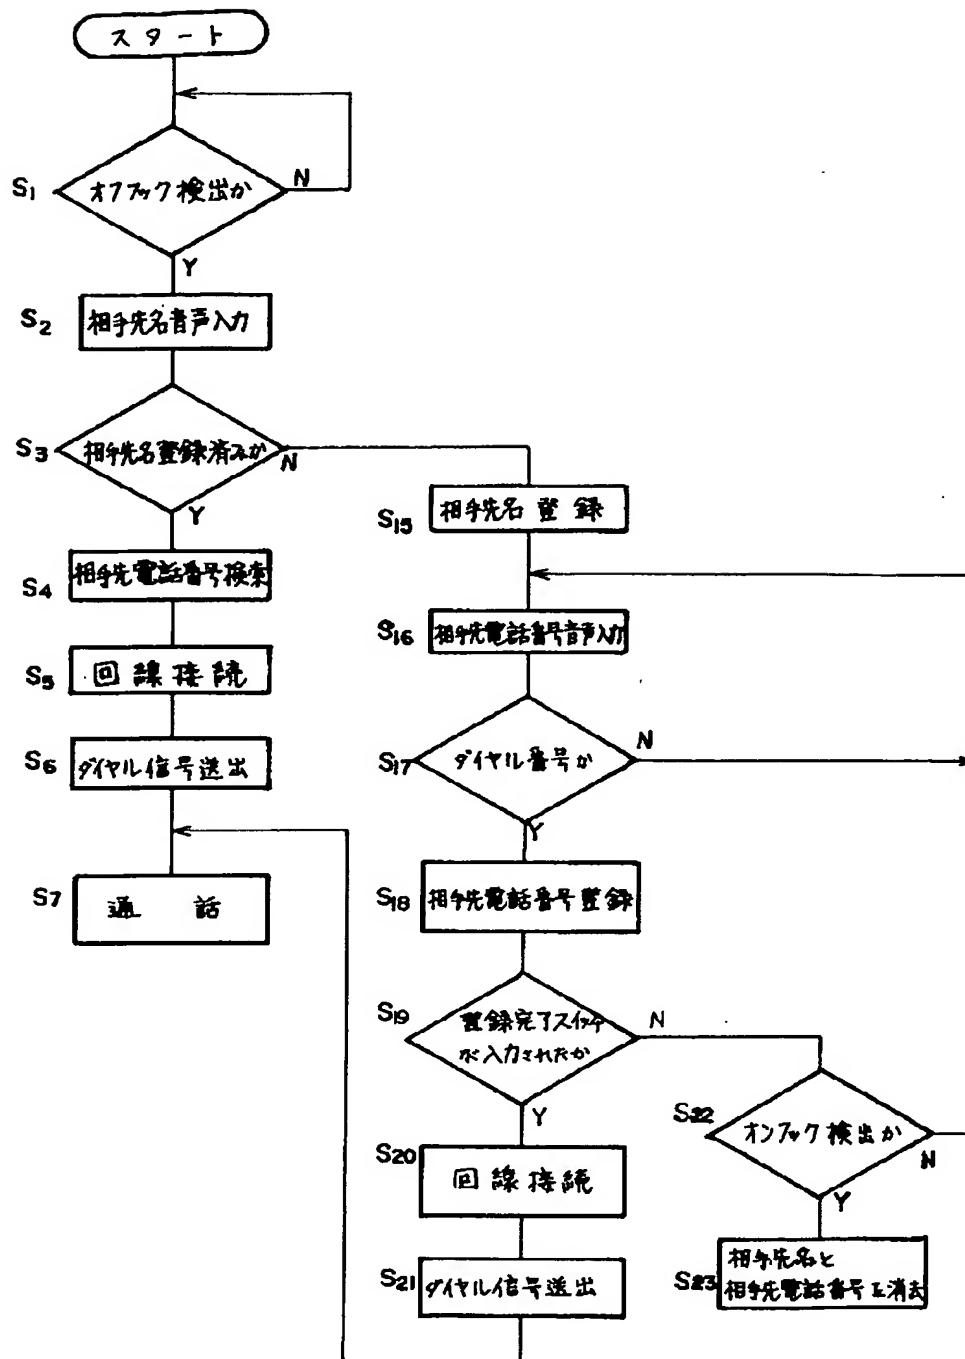 スタート
S1
オフフック検出か
N
Y
S2
相手先名音声入力
S3
相手先名登録済みか
N
Y
S4
相手先電話番号検索
S5
回線接続
S6
ダイヤル信号送出
S7
通 話
S15
相手先名 登 録
S16
相手先電話番号音声入力
S17
ダイヤル番号か
N
Y
S18
相手先電話番号登録
S19
登録完了スイッチ
が入力されたか
N
Y
S20
回線接続
S21
ダイヤル信号送出
S22
オンフック検出か
N
Y
S23
相手先名と
相手先電話番号を消去